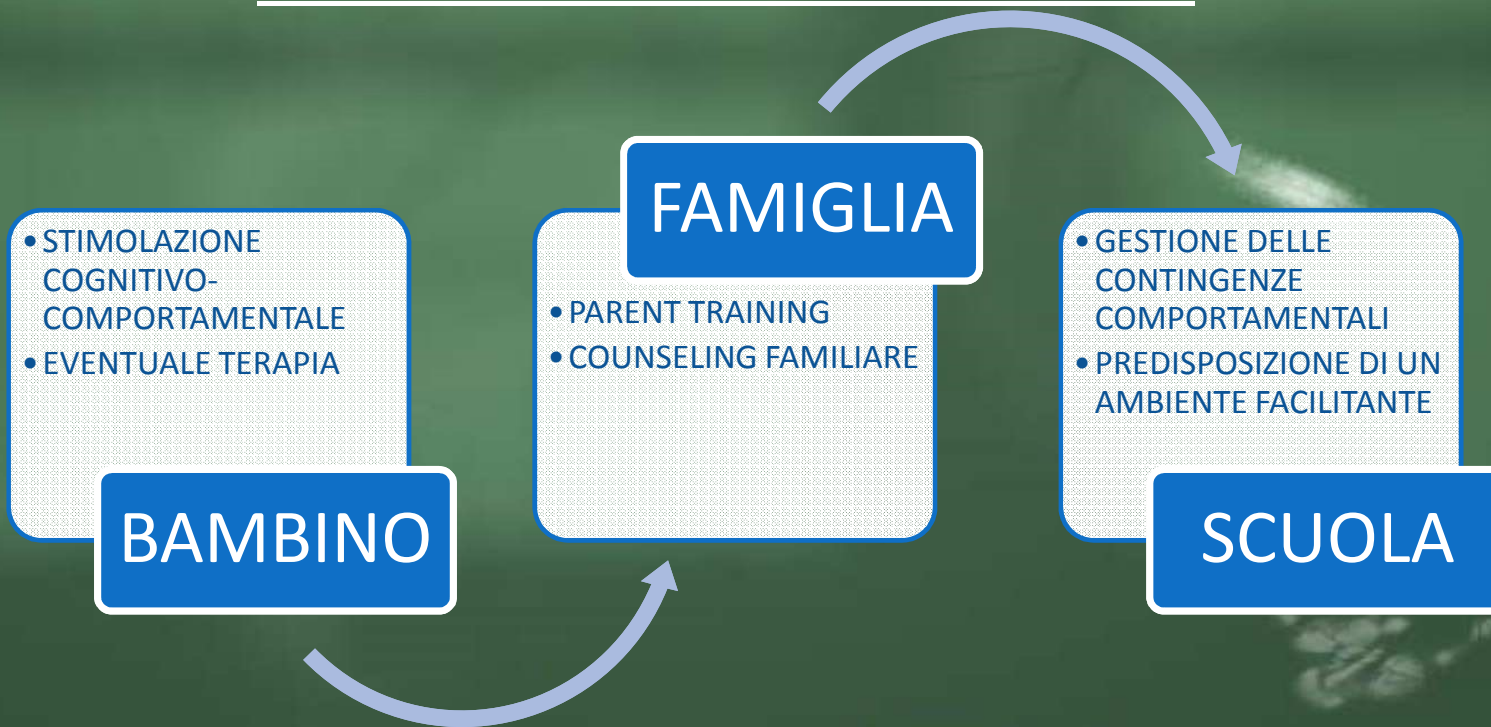 • STIMOLAZIONE
COGNITIVO-
COMPORTAMENTALE
• EVENTUALE TERAPIA
BAMBINO
FAMIGLIA
• PARENT TRAINING
• COUNSELING FAMILIARE
• GESTIONE DELLE
CONTINGENZE
COMPORTAMENTALI
• PREDISPOSIZIONE DI UN
AMBIENTE FACILITANTE
SCUOLA